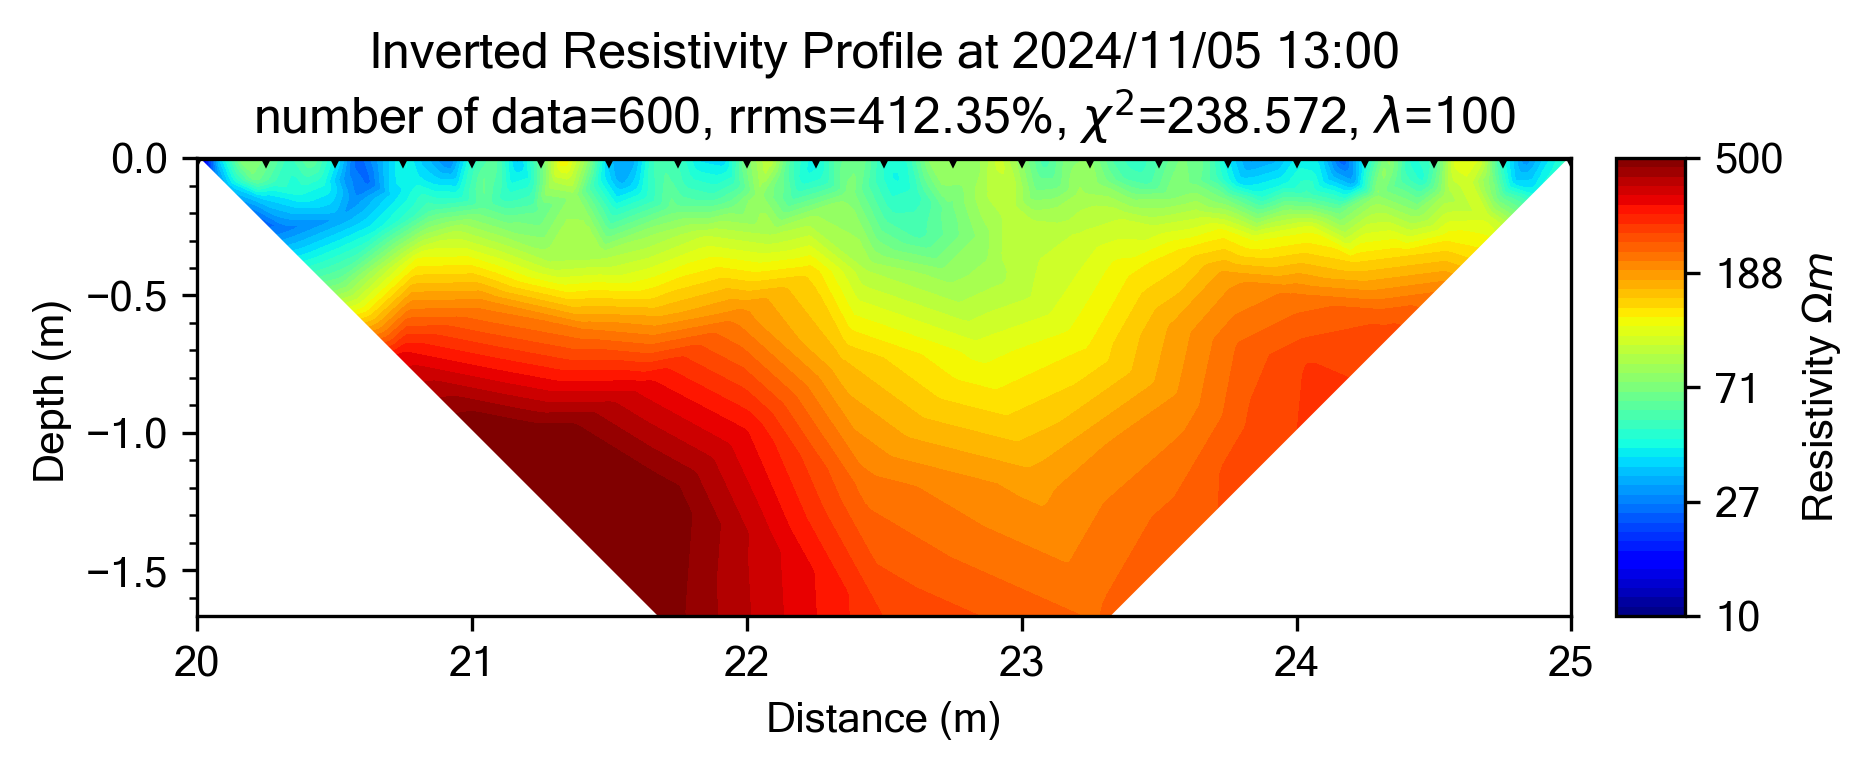 Inverted Resistivity Profile at 2024/11/05 13:00
number of data=600, rrms=412.35%, χ²=238.572, λ=100
0.0
−0.5
−1.0
−1.5
Depth (m)
20 21 22 23 24 25
Distance (m)
500
188
71
27
10
Resistivity Ωm